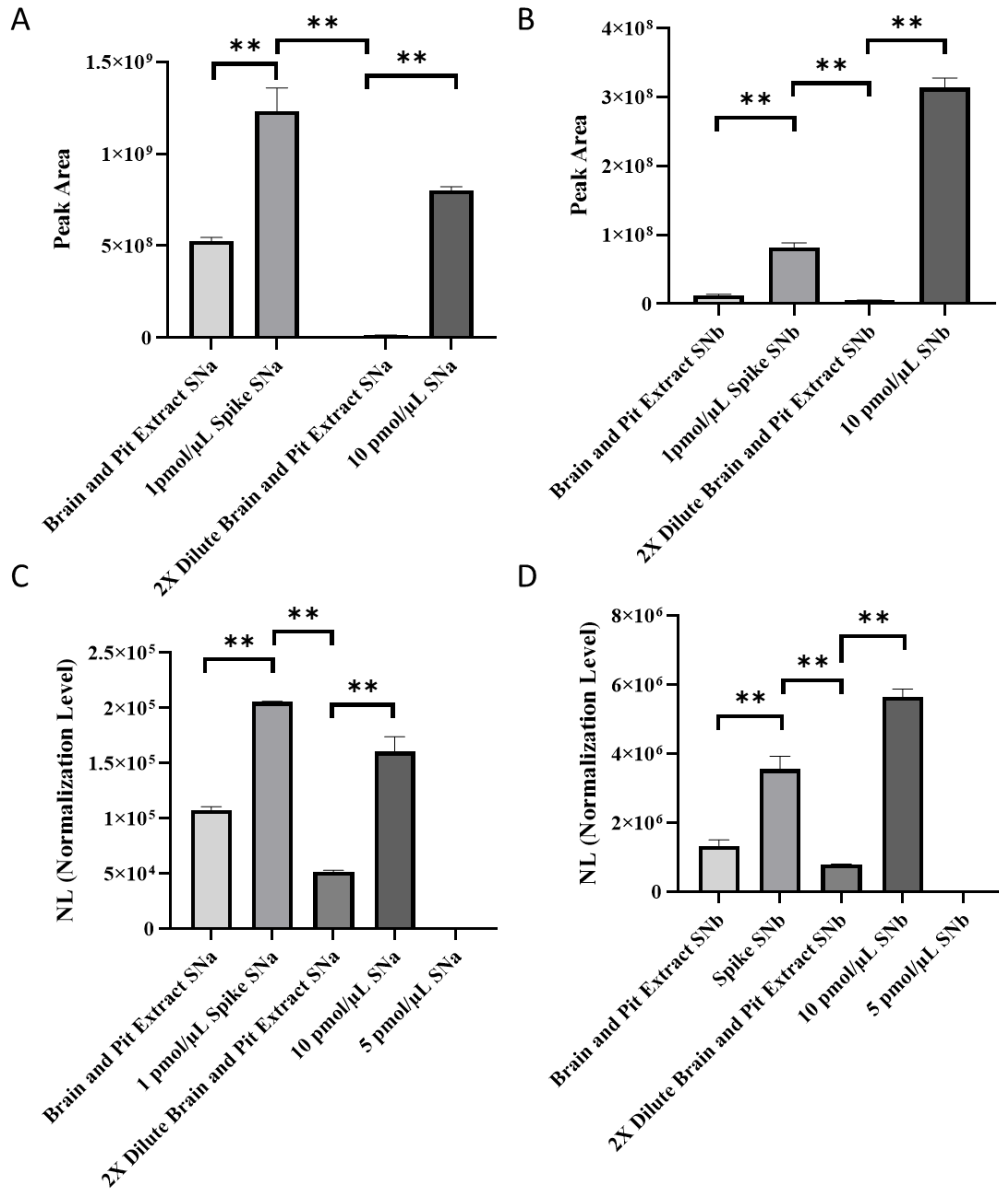 A
**
**
**
Peak Area
1.5×10⁹
1×10⁹
5×10⁸
0
Brain and Pit Extract SNa
1pmol/µL Spike SNa
2X Dilute Brain and Pit Extract SNa
10 pmol/µL SNa
B
**
**
**
Peak Area
4×10⁸
3×10⁸
2×10⁸
1×10⁸
0
Brain and Pit Extract SNb
1pmol/µL Spike SNb
2X Dilute Brain and Pit Extract SNb
10 pmol/µL SNb
C
**
**
**
NL (Normalization Level)
2.5×10⁵
2×10⁵
1.5×10⁵
1×10⁵
5×10⁴
0
Brain and Pit Extract SNa
1 pmol/µL Spike SNa
2X Dilute Brain and Pit Extract SNa
10 pmol/µL SNa
5 pmol/µL SNa
D
**
**
**
NL (Normalization Level)
8×10⁶
6×10⁶
4×10⁶
2×10⁶
0
Brain and Pit Extract SNb
Spike SNb
2X Dilute Brain and Pit Extract SNb
10 pmol/µL SNb
5 pmol/µL SNb